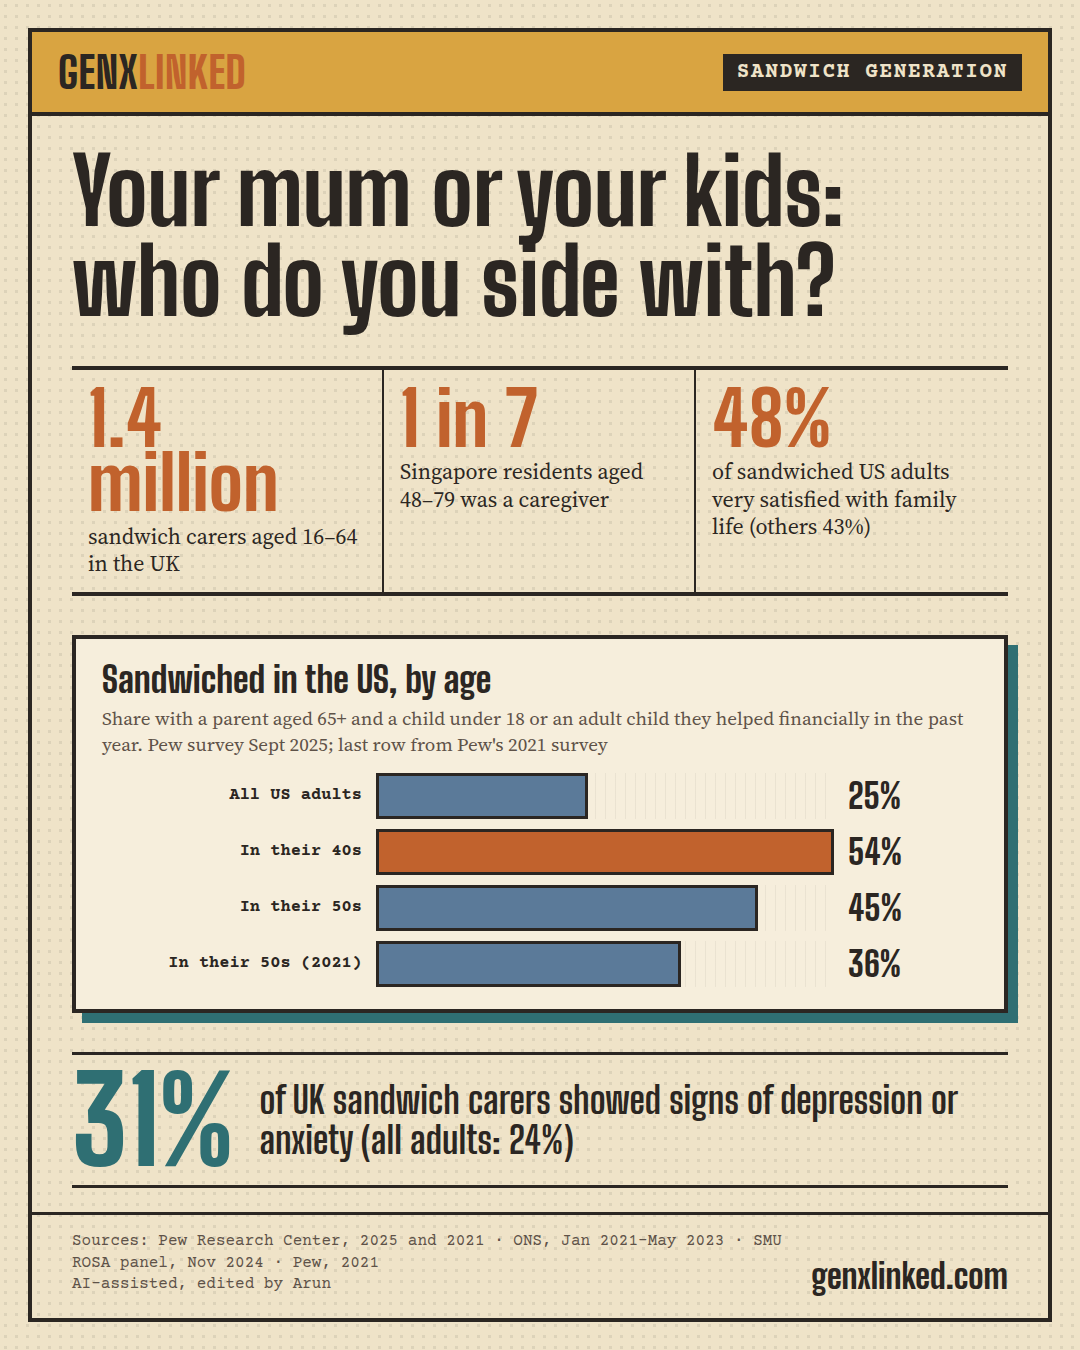 GENXLINKED
SANDWICH GENERATION
Your mum or your kids:
who do you side with?
1.4
million
sandwich carers aged 16–64
in the UK
1 in 7
Singapore residents aged
48–79 was a caregiver
48%
of sandwiched US adults
very satisfied with family
life (others 43%)
Sandwiched in the US, by age
Share with a parent aged 65+ and a child under 18 or an adult child they helped financially in the past
year. Pew survey Sept 2025; last row from Pew's 2021 survey
All US adults 25%
In their 40s 54%
In their 50s 45%
In their 50s (2021) 36%
31%
of UK sandwich carers showed signs of depression or
anxiety (all adults: 24%)
Sources: Pew Research Center, 2025 and 2021 · ONS, Jan 2021–May 2023 · SMU
ROSA panel, Nov 2024 · Pew, 2021
AI-assisted, edited by Arun
genxlinked.com